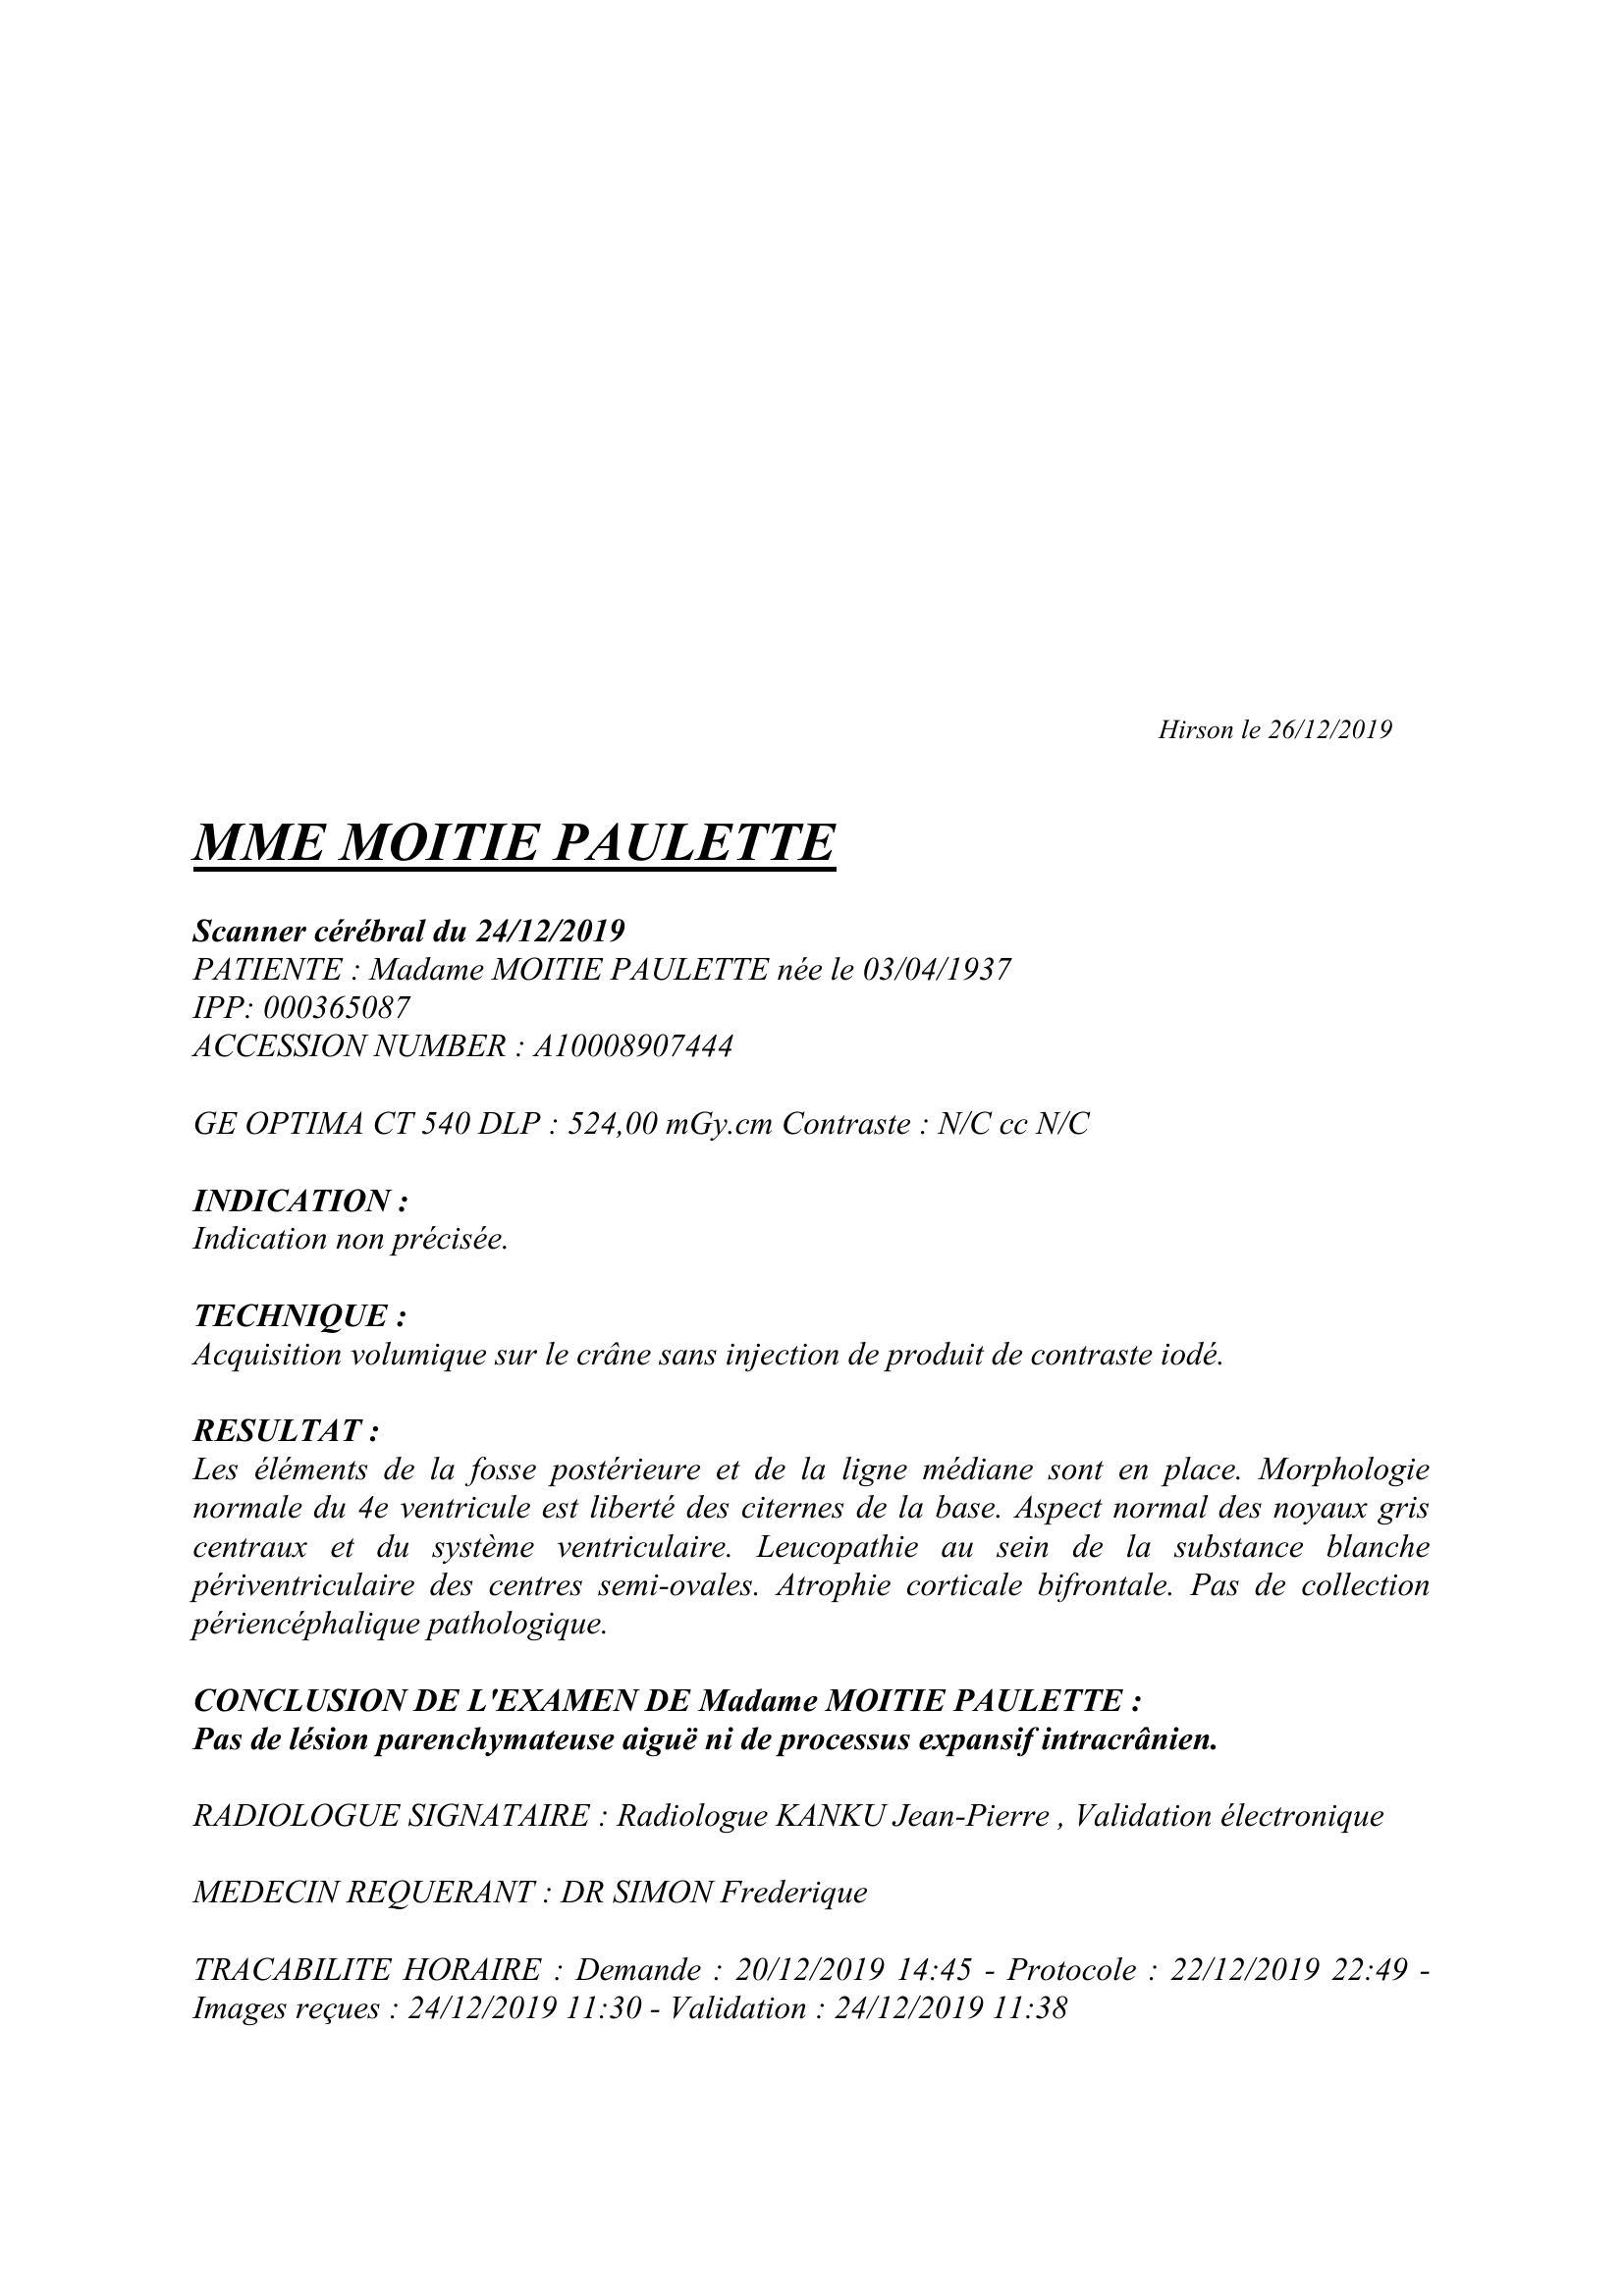 Hirson le 26/12/2019
MME MOITIE PAULETTE
Scanner cérébral du 24/12/2019
PATIENTE : Madame MOITIE PAULETTE née le 03/04/1937
IPP: 000365087
ACCESSION NUMBER : A10008907444
GE OPTIMA CT 540 DLP : 524,00 mGy.cm Contraste : N/C cc N/C
INDICATION :
Indication non précisée.
TECHNIQUE :
Acquisition volumique sur le crâne sans injection de produit de contraste iodé.
RESULTAT :
Les éléments de la fosse postérieure et de la ligne médiane sont en place. Morphologie
normale du 4e ventricule est liberté des citernes de la base. Aspect normal des noyaux gris
centraux et du système ventriculaire. Leucopathie au sein de la substance blanche
périventriculaire des centres semi-ovales. Atrophie corticale bifrontale. Pas de collection
périencéphalique pathologique.
CONCLUSION DE L'EXAMEN DE Madame MOITIE PAULETTE :
Pas de lésion parenchymateuse aiguë ni de processus expansif intracrânien.
RADIOLOGUE SIGNATAIRE : Radiologue KANKU Jean-Pierre , Validation électronique
MEDECIN REQUERANT : DR SIMON Frederique
TRACABILITE HORAIRE : Demande : 20/12/2019 14:45 - Protocole : 22/12/2019 22:49 -
Images reçues : 24/12/2019 11:30 - Validation : 24/12/2019 11:38